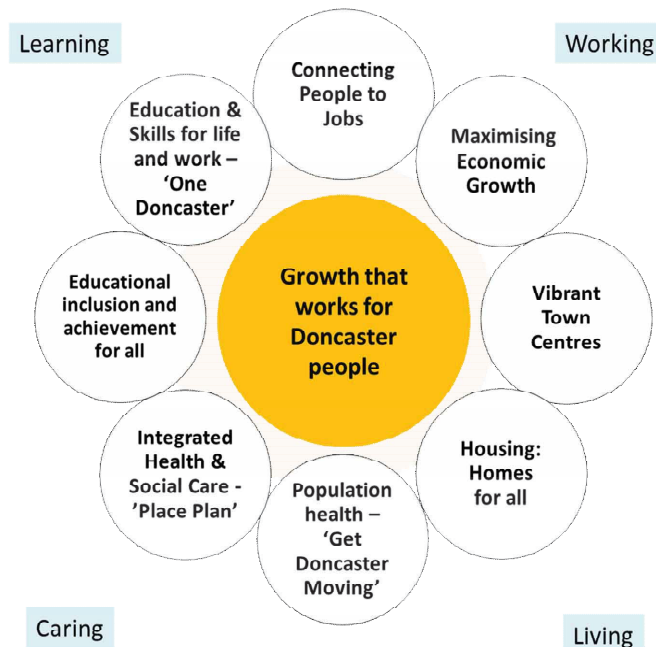 Learning
Working
Connecting
People to
Jobs
Education &
Skills for life
and work –
‘One
Doncaster’
Maximising
Economic
Growth
Educational
inclusion and
achievement
for all
Growth that
works for
Doncaster
people
Vibrant
Town
Centres
Integrated
Health &
Social Care -
’Place Plan’
Population
health –
‘Get
Doncaster
Moving’
Housing:
Homes
for all
Caring
Living